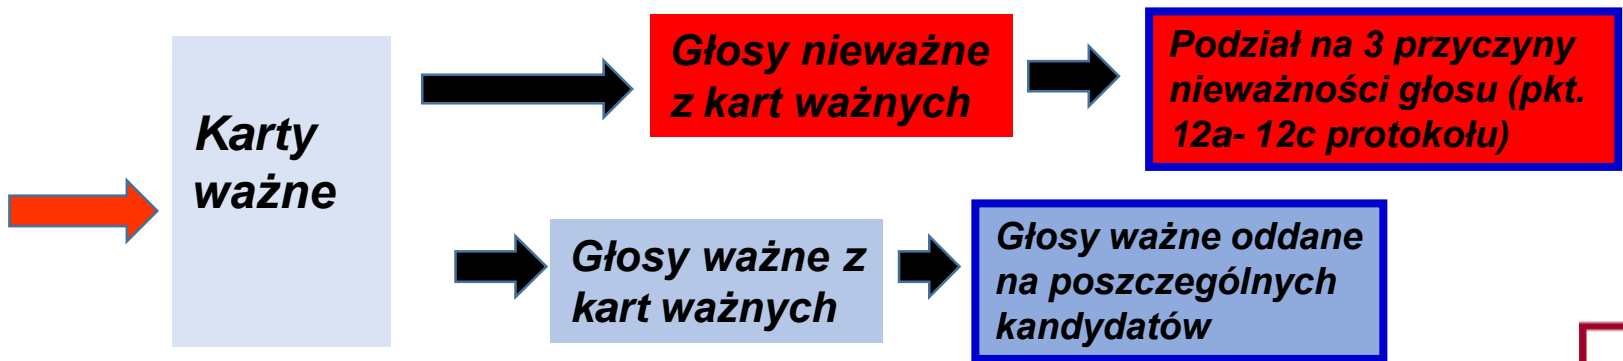 Karty
ważne
Głosy nieważne
z kart ważnych
Podział na 3 przyczyny
nieważności głosu (pkt.
12a- 12c protokołu)
Głosy ważne z
kart ważnych
Głosy ważne oddane
na poszczególnych
kandydatów